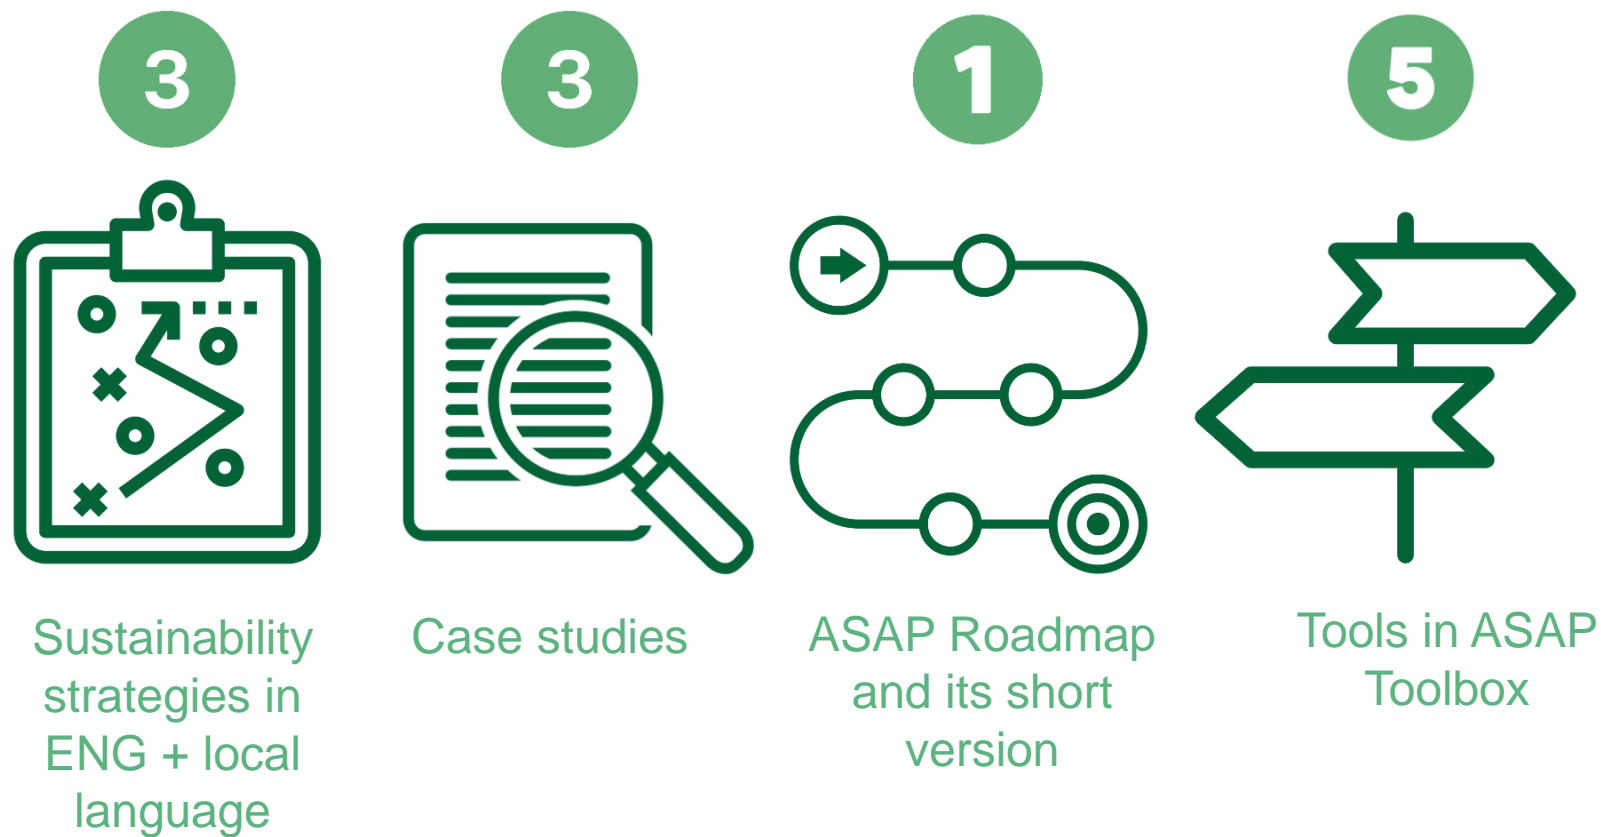 3
3
1
5
Sustainability
strategies in
ENG + local
language
Case studies
ASAP Roadmap
and its short
version
Tools in ASAP
Toolbox